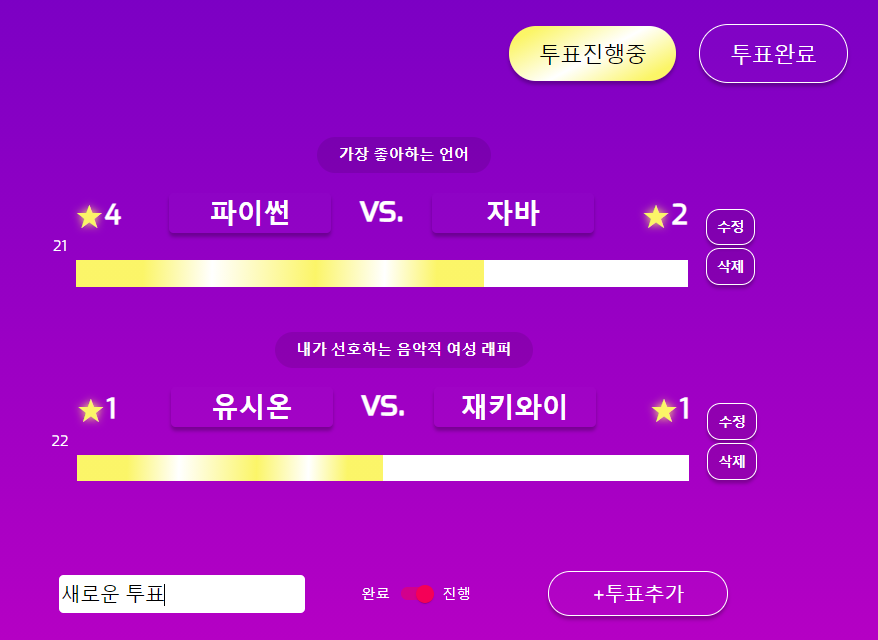 투표진행중 투표완료
가장 좋아하는 언어
4 파이썬 VS. 자바 2
수정
21
삭제
내가 선호하는 음악적 여성 래퍼
1 유시온 VS. 재키와이 1
수정
22
삭제
새로운 투표 완료 진행 +투표추가